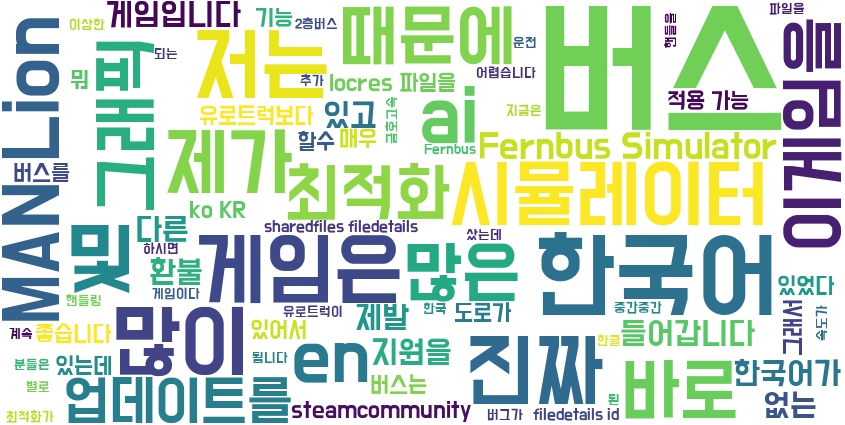 이상한
게임입니다
기능
2층버스
때문에
버스
파일을
핸들을
게임을
MAN Lion
그래픽
뭐
되는
저는
추가
운전
어렵습니다
locres 파일을
유로트럭보다
있고
금호고속
ai
지금은
적용 가능
할수
매우
Fernbus
Fernbus Simulator
버스를
제가
최적화
시뮬레이터
ko KR
및
다른
sharedfiles filedetails
샀는데
하시면
환불
게임은
많은
한국어
있었다
핸들링
게임이다
유로트럭이
한국
도로가
중간중간
그래서
속도가
계속
좋습니다
많이
있어서
제발
한글
들어갑니다
분들은
있는데
됩니다
en
지원을
진짜
바로
한국어가
별로
업데이트를
버스는
없는
최적화가
steamcommunity
버그가
filedetails id
된